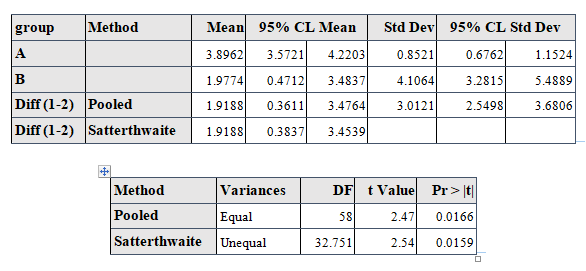 group Method Mean 95% CL Mean Std Dev 95% CL Std Dev
A 3.8962 3.5721 4.2203 0.8521 0.6762 1.1524
B 1.9774 0.4712 3.4837 4.1064 3.2815 5.4889
Diff (1-2) Pooled 1.9188 0.3611 3.4764 3.0121 2.5498 3.6806
Diff (1-2) Satterthwaite 1.9188 0.3837 3.4539
Method Variances DF t Value Pr > |t|
Pooled Equal 58 2.47 0.0166
Satterthwaite Unequal 32.751 2.54 0.0159